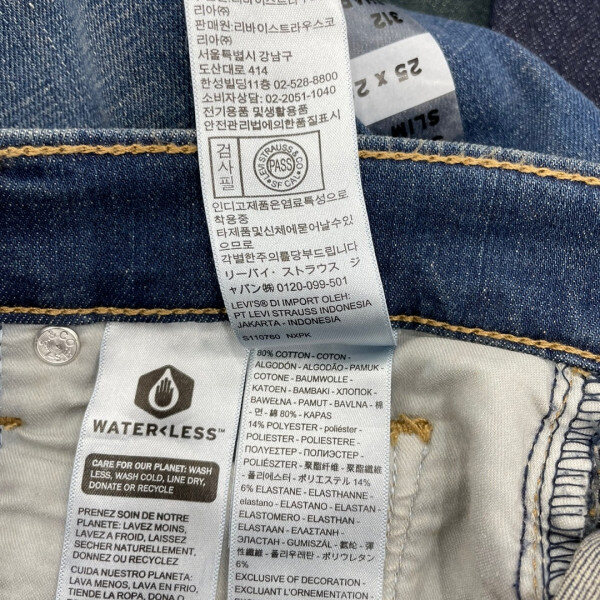 판매원:리바이스트라우스코
리아(주)
서울특별시 강남구
도산대로 414
한성빌딩11층 02-528-8800
소비자상담: 02-2051-1040
전기용품 및생활용품
안전관리법에의한품질표시
검사필
LEVI STRAUSS & CO
PASS
SF CAL
인디고제품은염료특성상
착용중
타제품및신체에묻어날수있
으므로
각별한주의를당부드립니다
リーバイ・ストラウス ジ
ャパン㈱ 0120-099-501
LEVI'S® DI IMPORT OLEH:
PT LEVI STRAUSS INDONESIA
JAKARTA - INDONESIA
S110760 NXPK
312
25 X 2
SLIM
WATER<LESS™
CARE FOR OUR PLANET: WASH
LESS, WASH COLD, LINE DRY,
DONATE OR RECYCLE
PRENEZ SOIN DE NOTRE
PLANETE: LAVEZ MOINS,
LAVEZ A FROID, LAISSEZ
SECHER NATURELLEMENT,
DONNEZ OU RECYCLEZ
CUIDA NUESTRO PLANETA:
LAVA MENOS, LAVA EN FRIO,
TIENDE LA ROPA, DONA O
80% COTTON - COTON -
ALGODÓN - ALGODÃO - PAMUK -
COTONE - BAUMWOLLE -
KATOEN - BAMBAKI - ХЛОПОК -
BAWEŁNA - PAMUT - BAVLNA - 棉
- 면 - 綿 80% - KAPAS
14% POLYESTER - poliéster -
POLIESTER - POLIESTERE -
ΠΟΛΥΕΣΤΕΡ - ПОЛИЭСТЕР -
POLIÉSZTER - 聚酯纤维 - 聚酯纖維
- 폴리에스터 - ポリエステル 14%
6% ELASTANE - ELASTHANNE -
elastano - ELASTANO - ELASTAN -
ELASTOMERO - ELASTHAN -
ELASTAAN - ΕΛΑΣΤΑΝΗ -
ЭЛАСТАН - GUMISZÁL - 氨纶 - 彈
性纖維 - 폴리우레탄 - ポリウレタン
6%
EXCLUSIVE OF DECORATION -
EXCLUANT LES ORNEMENTS -